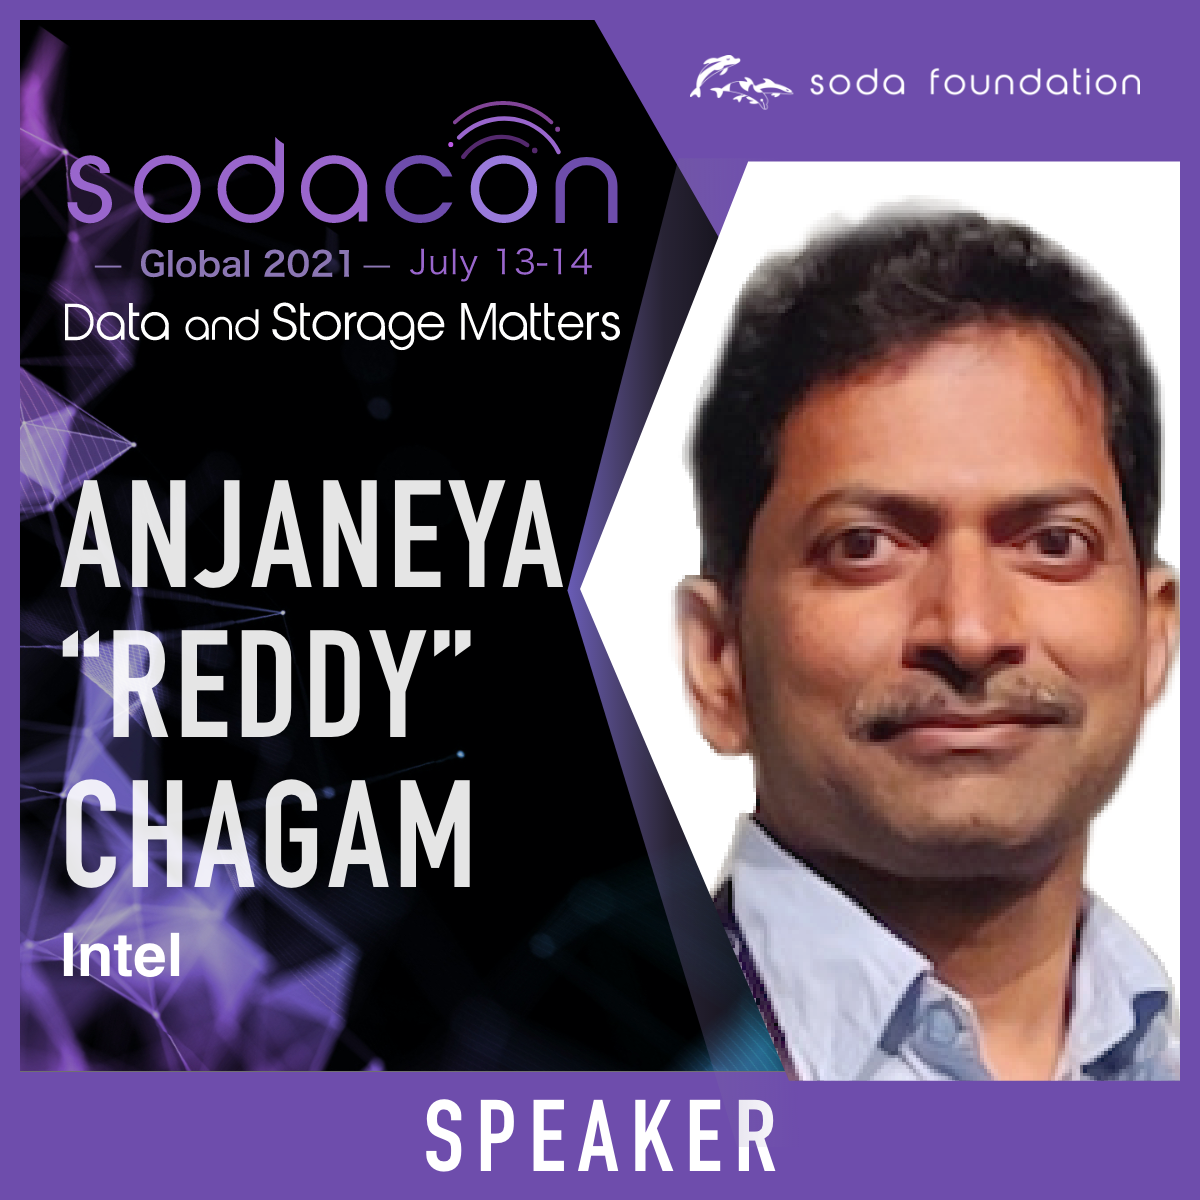 soda foundation
sodacon
— Global 2021 — July 13-14
Data and Storage Matters
ANJANEYA
“REDDY”
CHAGAM
Intel
SPEAKER